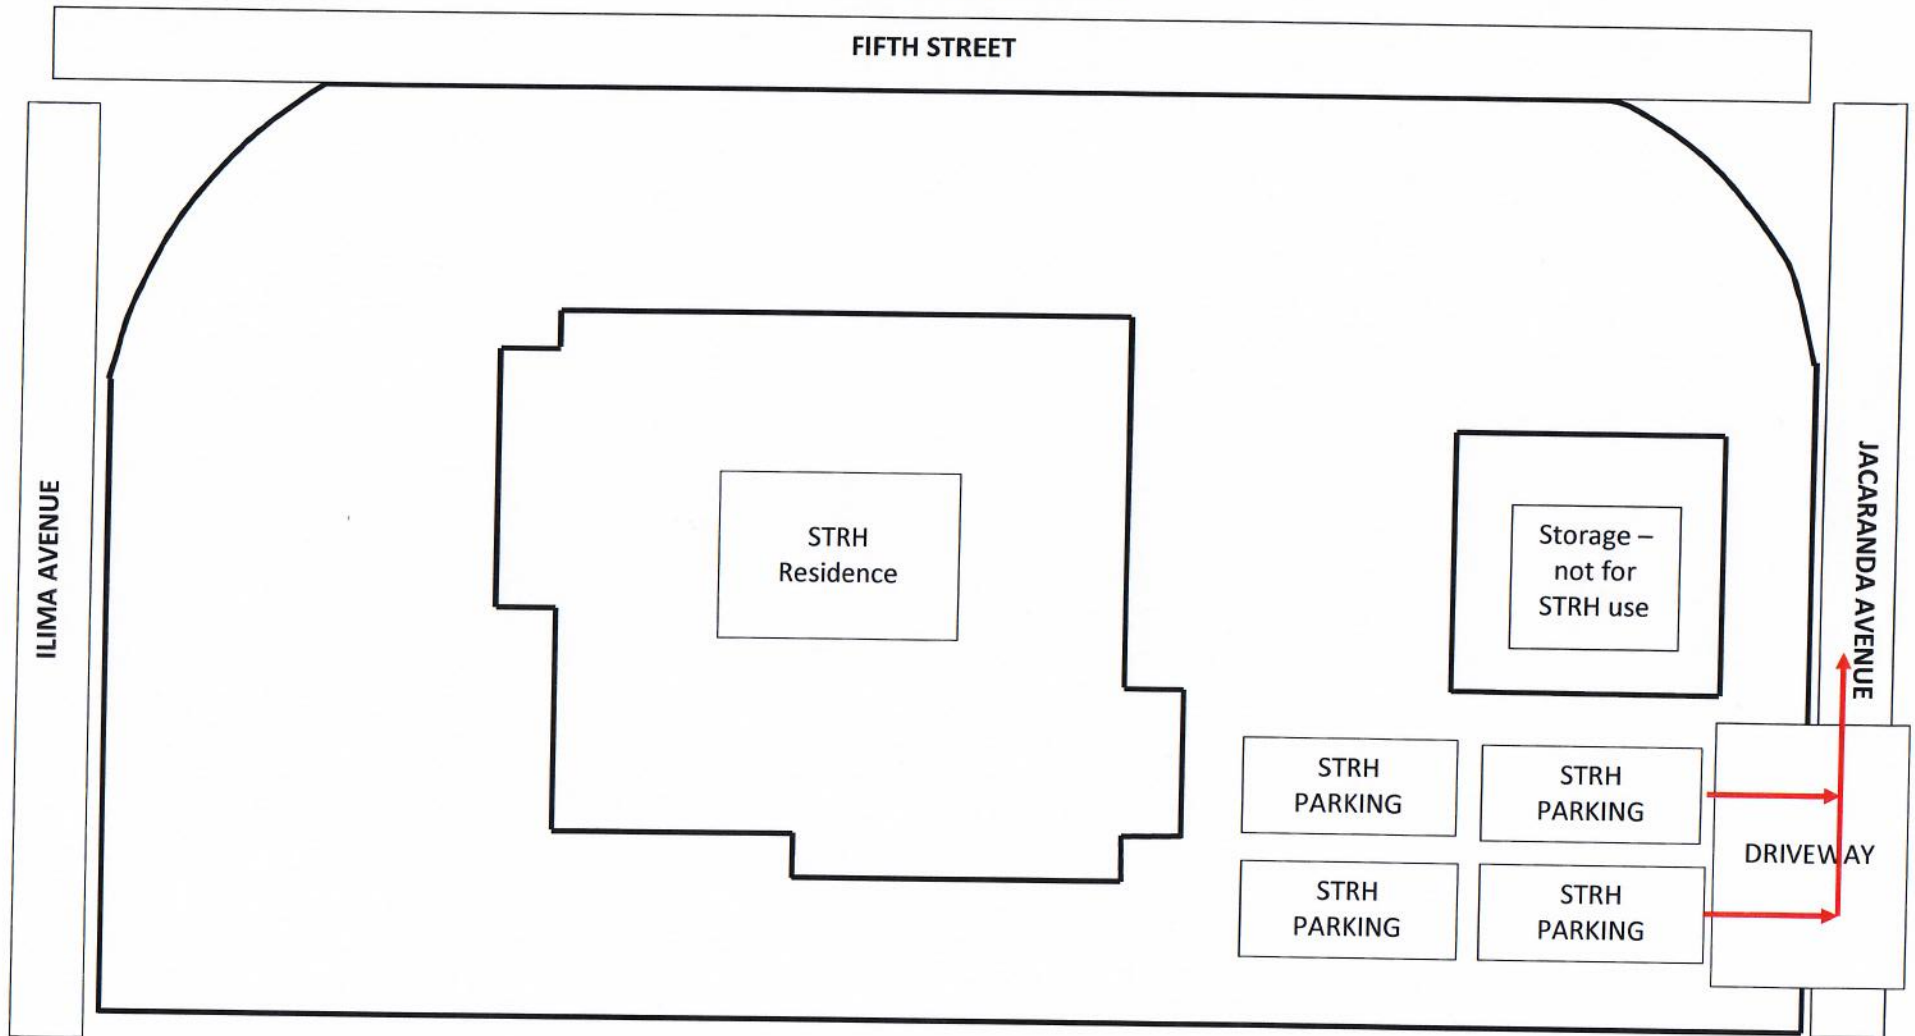 FIFTH STREET
ILIMA AVENUE
JACARANDA AVENUE
STRH
Residence
Storage –
not for
STRH use
STRH
PARKING
STRH
PARKING
DRIVEWAY
STRH
PARKING
STRH
PARKING